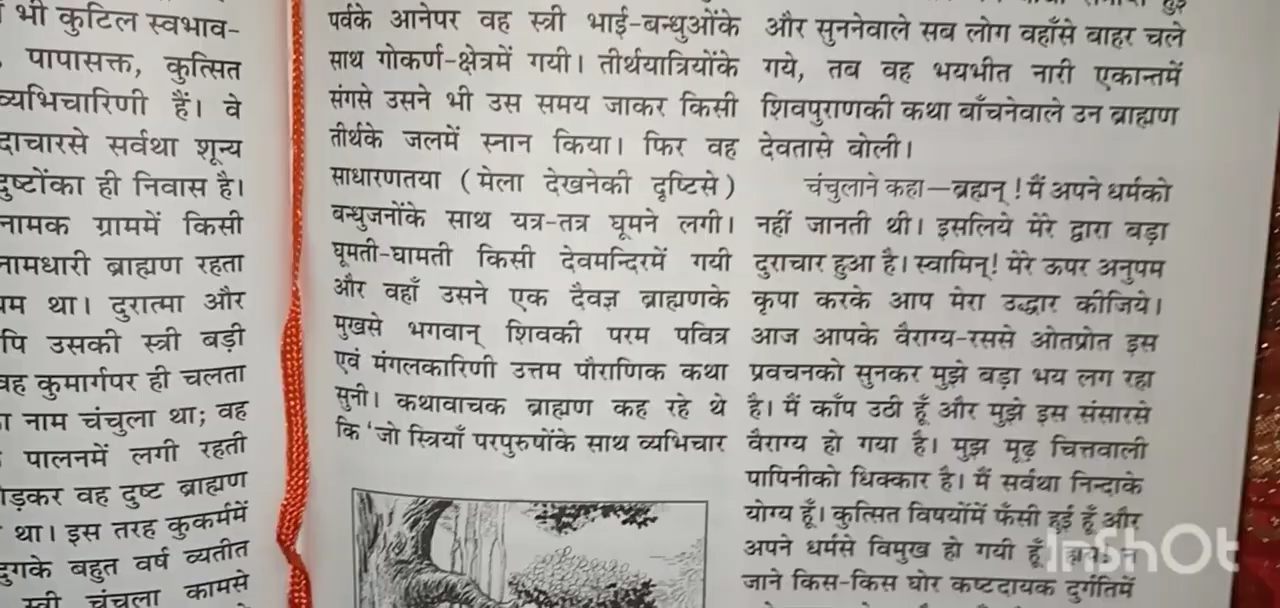 भी कुटिल स्वभाव-
पापासक्त, कुत्सित
व्यभिचारिणी हैं। वे
दाचारसे सर्वथा शून्य
दुष्टोंका ही निवास है।
नामक ग्राममें किसी
नामधारी ब्राह्मण रहता
था। दुरात्मा और
उसकी स्त्री बड़ी
वह कुमार्गपर ही चलता
नाम चंचुला था; वह
पालनमें लगी रहती
वह दुष्ट ब्राह्मण
था। इस तरह कुकर्ममें
बहुत वर्ष व्यतीत
स्त्री चंचुला कामसे
पर्वके आनेपर वह स्त्री भाई-बन्धुओंके
साथ गोकर्ण-क्षेत्रमें गयी। तीर्थयात्रियोंके
संगसे उसने भी उस समय जाकर किसी
तीर्थके जलमें स्नान किया। फिर वह
साधारणतया (मेला देखनेकी दृष्टिसे)
बन्धुजनोंके साथ यत्र-तत्र घूमने लगी।
घूमती-घामती किसी देवमन्दिरमें गयी
और वहाँ उसने एक दैवज्ञ ब्राह्मणके
मुखसे भगवान् शिवकी परम पवित्र
एवं मंगलकारिणी उत्तम पौराणिक कथा
सुनी। कथावाचक ब्राह्मण कह रहे थे
कि 'जो स्त्रियाँ परपुरुषोंके साथ व्यभिचार
और सुननेवाले सब लोग वहाँसे बाहर चले
गये, तब वह भयभीत नारी एकान्तमें
शिवपुराणकी कथा बाँचनेवाले उन ब्राह्मण
देवतासे बोली।
चंचुलाने कहा—ब्रह्मन्! मैं अपने धर्मको
नहीं जानती थी। इसलिये मेरे द्वारा बड़ा
दुराचार हुआ है। स्वामिन्! मेरे ऊपर अनुपम
कृपा करके आप मेरा उद्धार कीजिये।
आज आपके वैराग्य-रससे ओतप्रोत इस
प्रवचनको सुनकर मुझे बड़ा भय लग रहा
है। मैं काँप उठी हूँ और मुझे इस संसारसे
वैराग्य हो गया है। मुझ मूढ़ चित्तवाली
पापिनीको धिक्कार है। मैं सर्वथा निन्दाके
योग्य हूँ। कुत्सित विषयोंमें फँसी हुई हूँ और
अपने धर्मसे विमुख हो गयी हूँ।
जाने किस-किस घोर कष्टदायक दुर्गतिमें
InShOt